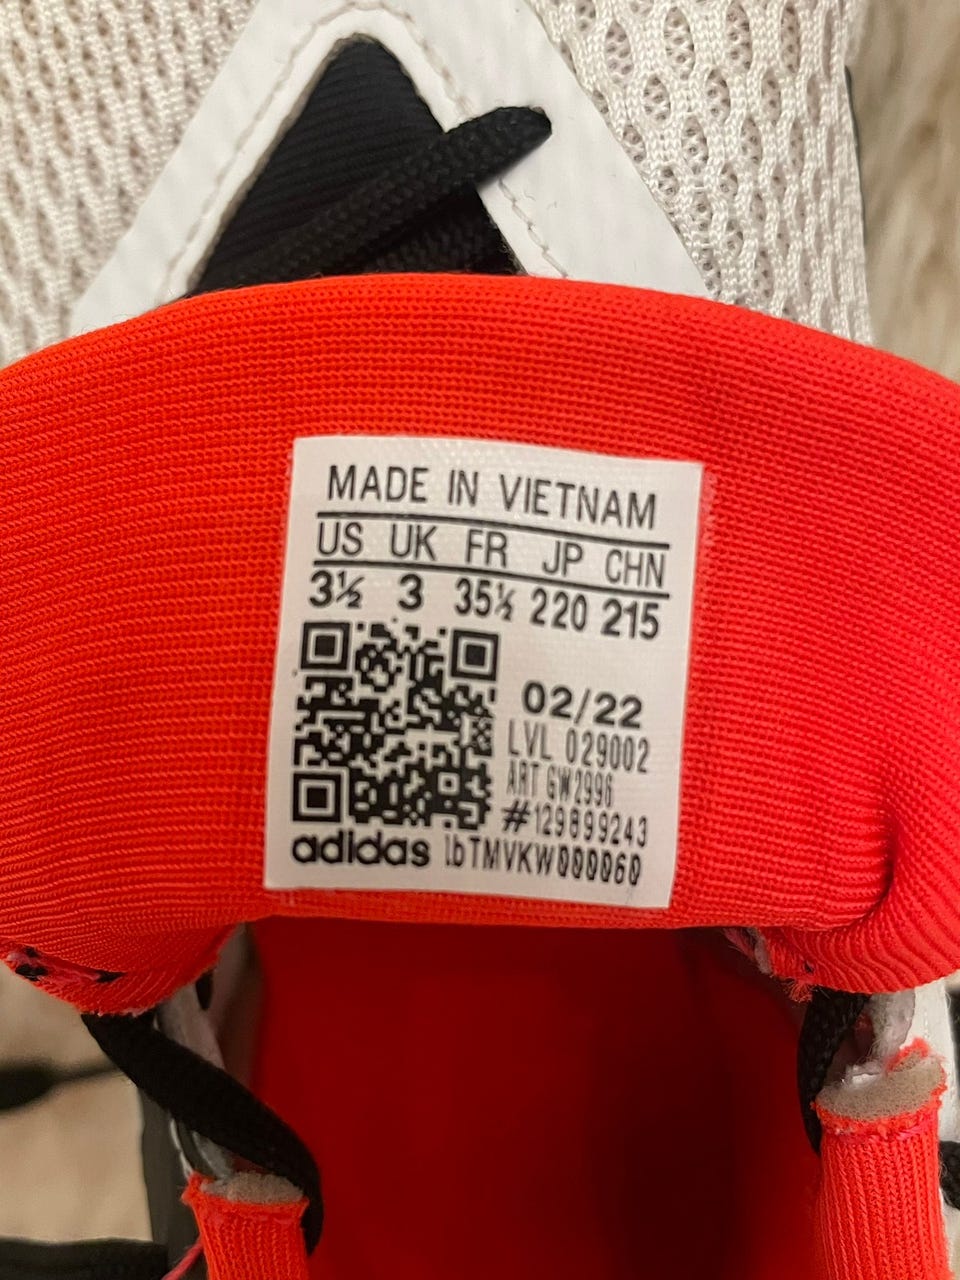 MADE IN VIETNAM
US UK FR JP CHN
3½ 3 35½ 220 215
02/22
LVL 029002
ART GW2996
#129899243
adidas lbTMVKW000060